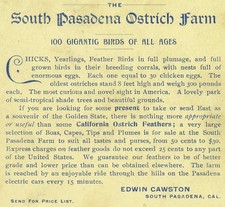 THE
South Pasadena Ostrich Farm
100 GIGANTIC BIRDS OF ALL AGES
CHICKS, Yearlings, Feather Birds in full plumage, and full
grown birds in their breeding corrals, with nests full of
enormous eggs. Each one equal to 30 chicken eggs. The
oldest ostriches stand 8 feet high and weigh 300 pounds
each. The most curious and novel sight in America. A lovely park
of semi-tropical shade trees and beautiful grounds.
If you are looking for some present to take or send East as
a souvenir of the Golden State, there is nothing more appropriate
or useful than some California Ostrich Feathers; a very large
selection of Boas, Capes, Tips and Plumes is for sale at the South
Pasadena Farm to suit all tastes and purses, from 30 cents to $30.
Express charges on feather goods do not exceed 25 cents to any part
of the United States. We guarantee our feathers to be of better
grade and lower price than can be obtained elsewhere. The farm
is reached by an enjoyable ride through the hills on the Pasadena
electric cars every 15 minutes.
EDWIN CAWSTON
SOUTH PASADENA, CAL.
SEND FOR PRICE LIST.